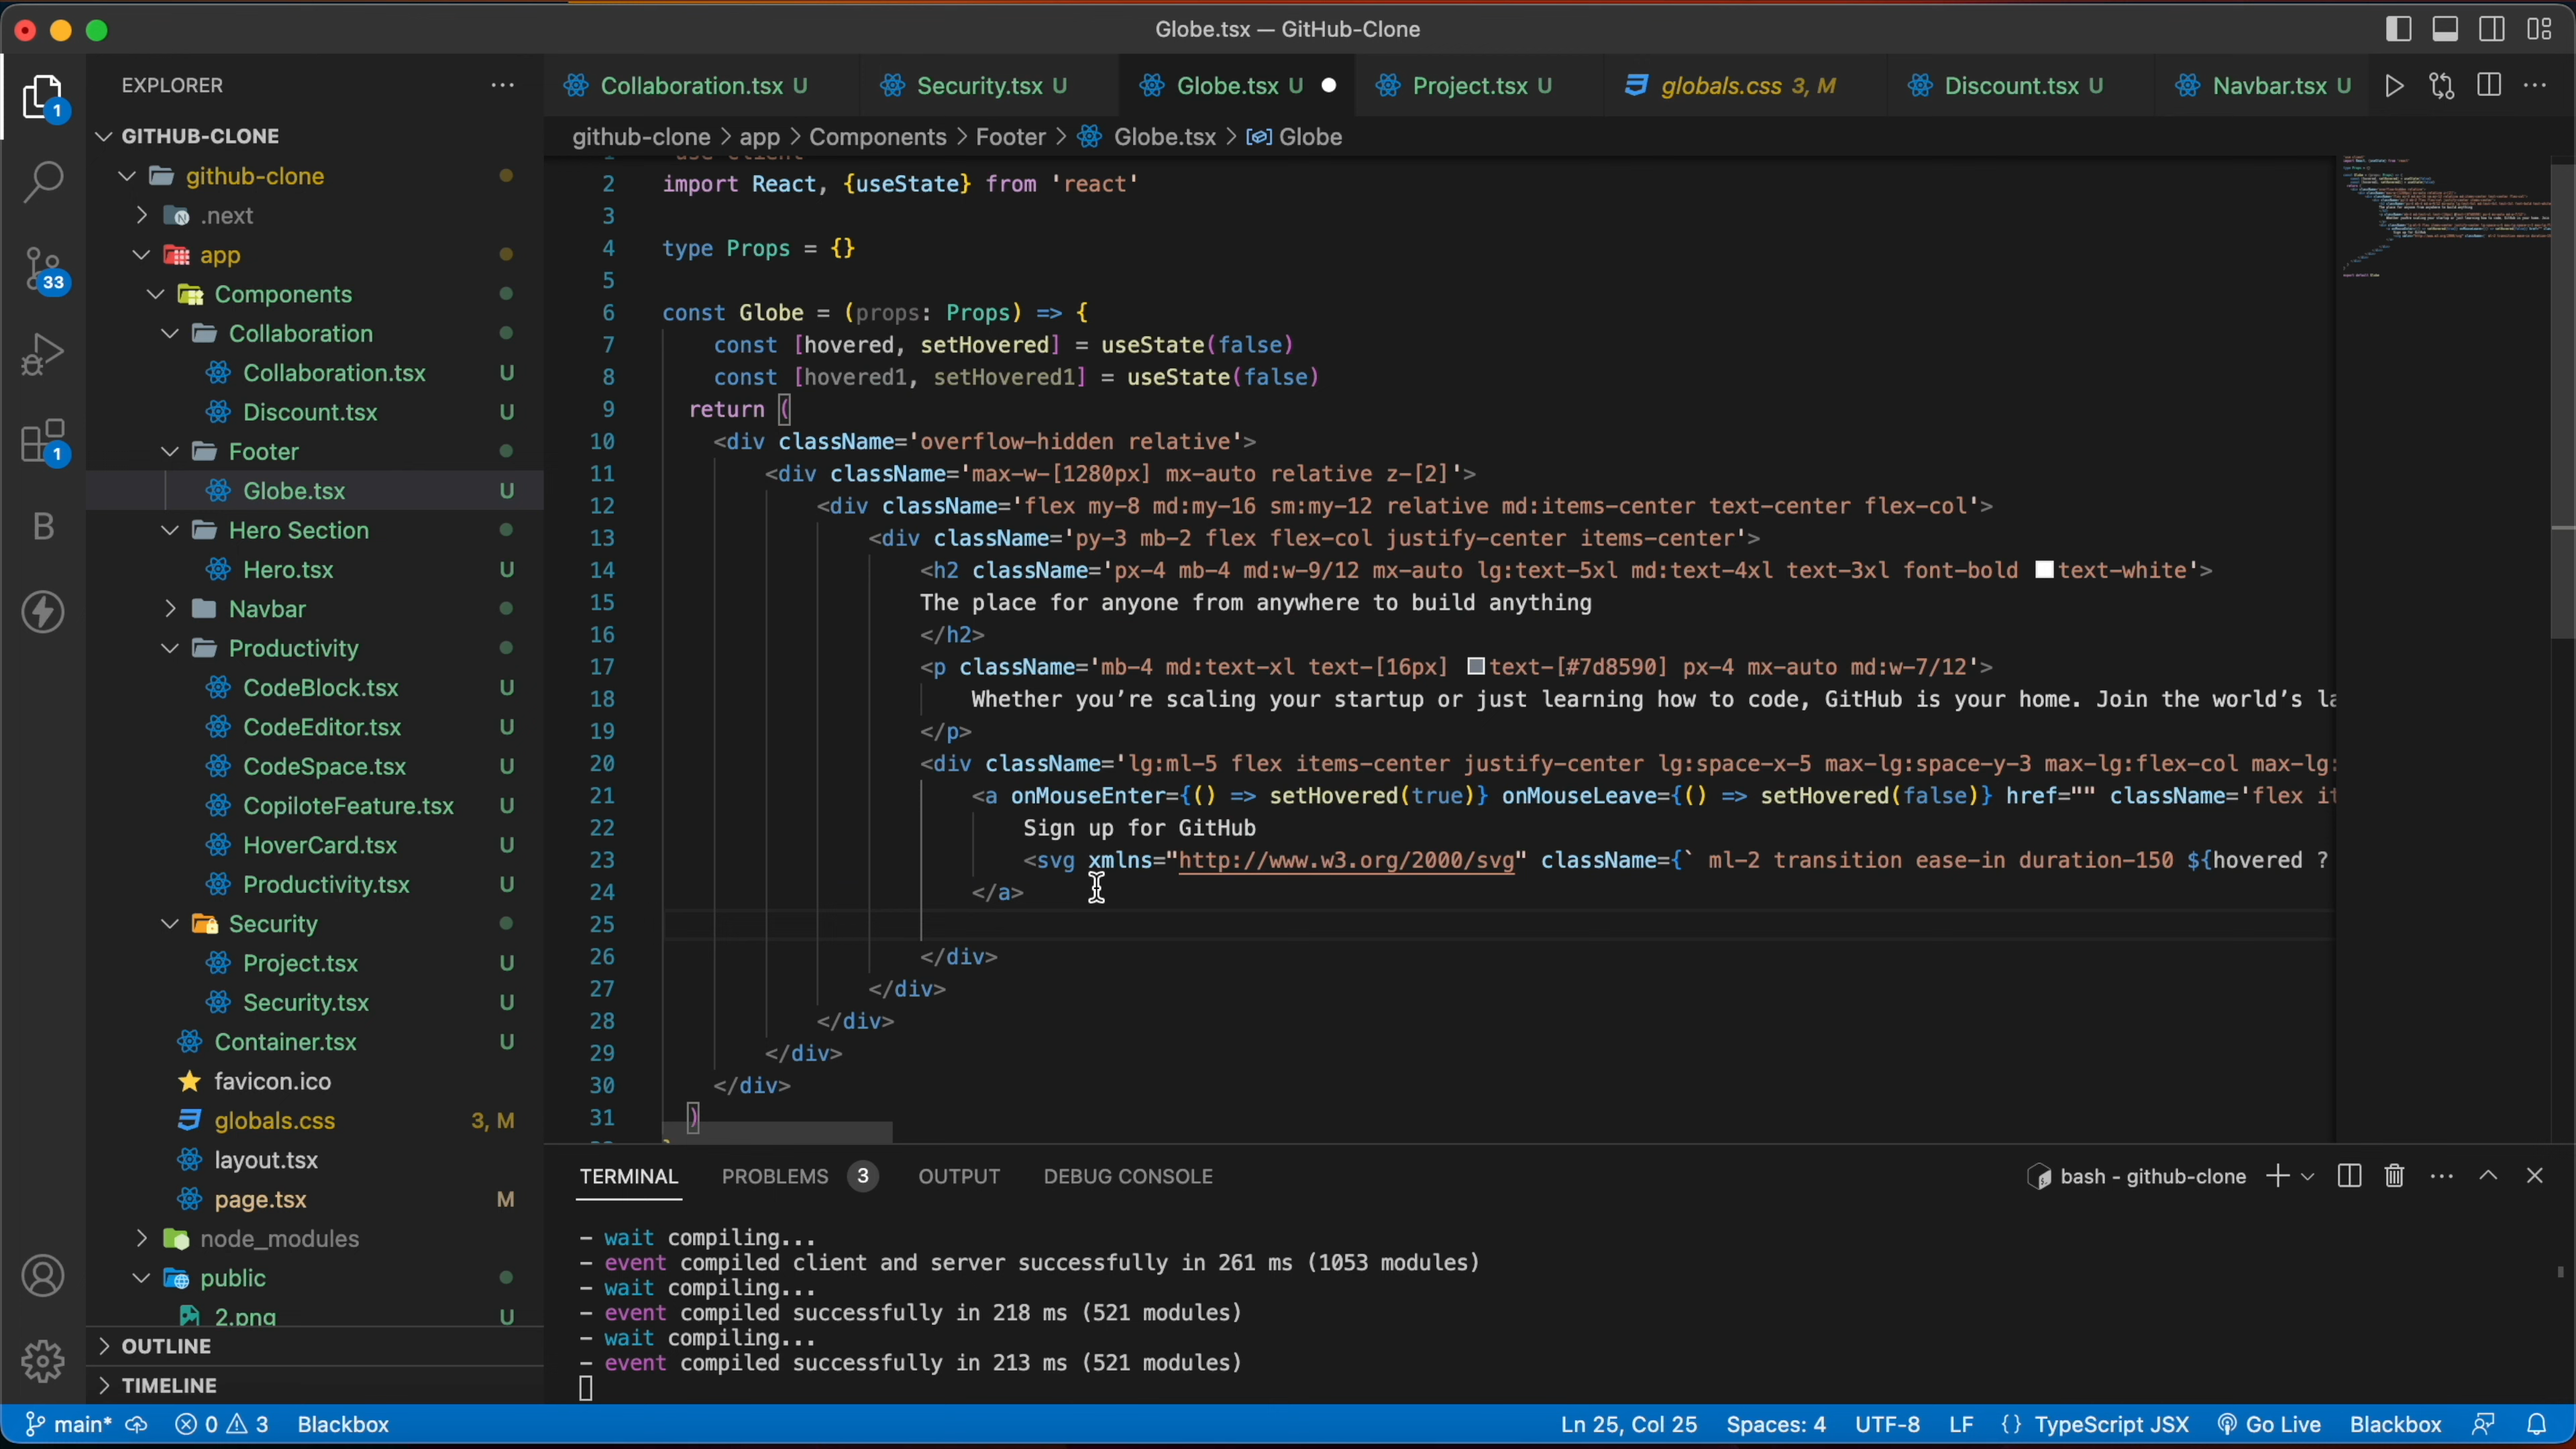 Globe.tsx — GitHub-Clone
EXPLORER
GITHUB-CLONE
github-clone
.next
app
Components
Collaboration
Collaboration.tsx U
Discount.tsx U
Footer
Globe.tsx U
Hero Section
Hero.tsx U
Navbar
Productivity
CodeBlock.tsx U
CodeEditor.tsx U
CodeSpace.tsx U
CopiloteFeature.tsx U
HoverCard.tsx U
Productivity.tsx U
Security
Project.tsx U
Security.tsx U
Container.tsx U
favicon.ico
globals.css 3, M
layout.tsx
page.tsx M
node_modules
public
2.png U
OUTLINE
TIMELINE
1
33
1
B
Collaboration.tsx U Security.tsx U Globe.tsx U Project.tsx U globals.css 3, M Discount.tsx U Navbar.tsx U
github-clone > app > Components > Footer > Globe.tsx > Globe
2 import React, {useState} from 'react'
3
4 type Props = {}
5
6 const Globe = (props: Props) => {
7 const [hovered, setHovered] = useState(false)
8 const [hovered1, setHovered1] = useState(false)
9 return (
10 <div className='overflow-hidden relative'>
11 <div className='max-w-[1280px] mx-auto relative z-[2]'>
12 <div className='flex my-8 md:my-16 sm:my-12 relative md:items-center text-center flex-col'>
13 <div className='py-3 mb-2 flex flex-col justify-center items-center'>
14 <h2 className='px-4 mb-4 md:w-9/12 mx-auto lg:text-5xl md:text-4xl text-3xl font-bold text-white'>
15 The place for anyone from anywhere to build anything
16 </h2>
17 <p className='mb-4 md:text-xl text-[16px] text-[#7d8590] px-4 mx-auto md:w-7/12'>
18 Whether you’re scaling your startup or just learning how to code, GitHub is your home. Join the world’s la
19 </p>
20 <div className='lg:ml-5 flex items-center justify-center lg:space-x-5 max-lg:space-y-3 max-lg:flex-col max-lg:
21 <a onMouseEnter={() => setHovered(true)} onMouseLeave={() => setHovered(false)} href="" className='flex it
22 Sign up for GitHub
23 <svg xmlns="http://www.w3.org/2000/svg" className={` ml-2 transition ease-in duration-150 ${hovered ?
24 </a>
25
26 </div>
27 </div>
28 </div>
29 </div>
30 </div>
31 )
TERMINAL PROBLEMS 3 OUTPUT DEBUG CONSOLE bash - github-clone
- wait compiling...
- event compiled client and server successfully in 261 ms (1053 modules)
- wait compiling...
- event compiled successfully in 218 ms (521 modules)
- wait compiling...
- event compiled successfully in 213 ms (521 modules)
main* 0 3 Blackbox Ln 25, Col 25 Spaces: 4 UTF-8 LF {} TypeScript JSX Go Live Blackbox